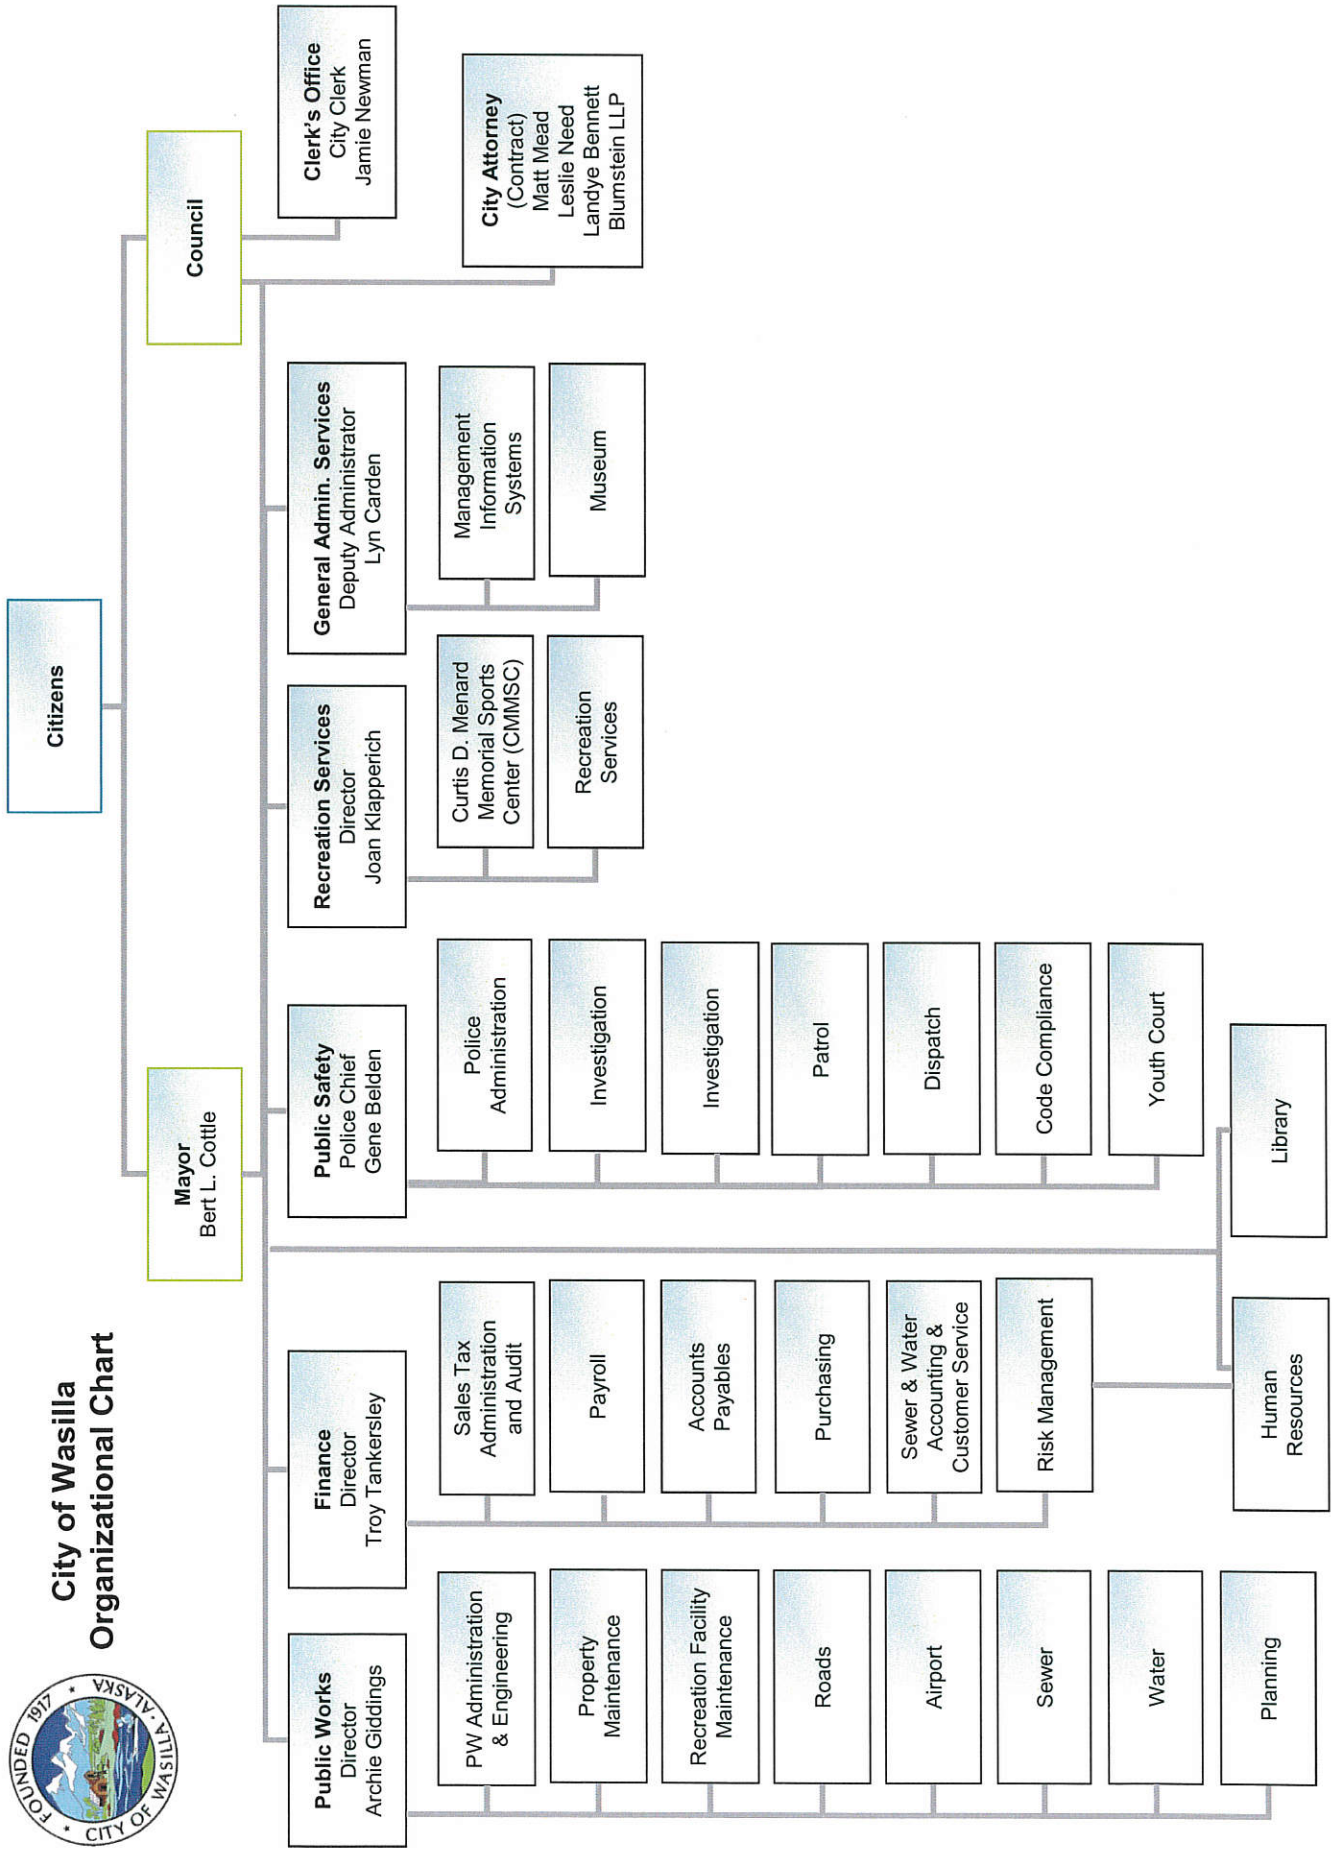 City of Wasilla
Organizational Chart
FOUNDED 1917 * ALASKA • CITY OF WASILLA *
Citizens
Mayor
Bert L. Cottle
Council
Clerk's Office
City Clerk
Jamie Newman
City Attorney
(Contract)
Matt Mead
Leslie Need
Landye Bennett
Blumstein LLP
Public Works
Director
Archie Giddings
PW Administration
& Engineering
Property
Maintenance
Recreation Facility
Maintenance
Roads
Airport
Sewer
Water
Planning
Finance
Director
Troy Tankersley
Sales Tax
Administration
and Audit
Payroll
Accounts
Payables
Purchasing
Sewer & Water
Accounting &
Customer Service
Risk Management
Human
Resources
Library
Public Safety
Police Chief
Gene Belden
Police
Administration
Investigation
Investigation
Patrol
Dispatch
Code Compliance
Youth Court
Recreation Services
Director
Joan Klapperich
Curtis D. Menard
Memorial Sports
Center (CMMSC)
Recreation
Services
General Admin. Services
Deputy Administrator
Lyn Carden
Management
Information
Systems
Museum